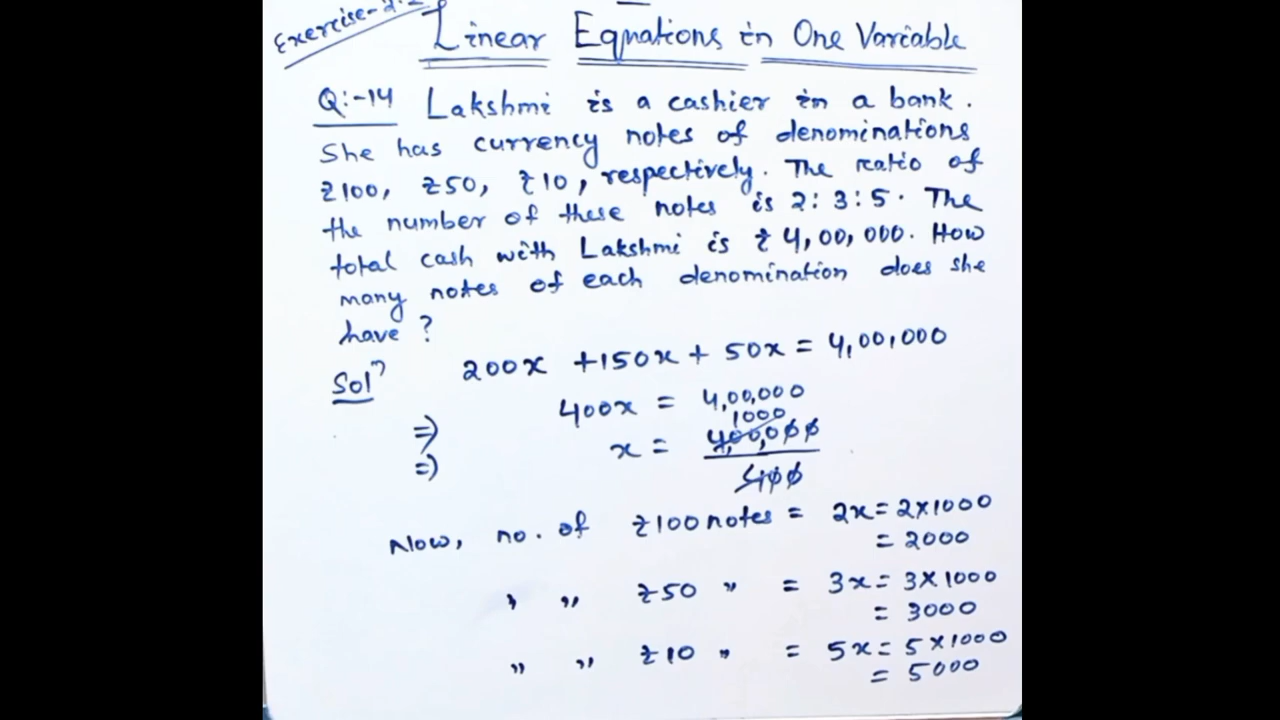 Exercise-2.2
Linear Equations in One Variable
Q:-14 Lakshmi is a cashier in a bank.
She has currency notes of denominations
₹100, ₹50, ₹10, respectively. The ratio of
the number of these notes is 2:3:5. The
total cash with Lakshmi is ₹4,00,000. How
many notes of each denomination does she
have?
Solⁿ 200x + 150x + 50x = 4,00,000
⇒ 400x = 4,00,000
1000
⇒ x = 4,00,000
400
Now, no. of ₹100 notes = 2x = 2×1000
= 2000
" " ₹50 " = 3x = 3×1000
= 3000
" " ₹10 " = 5x = 5×1000
= 5000